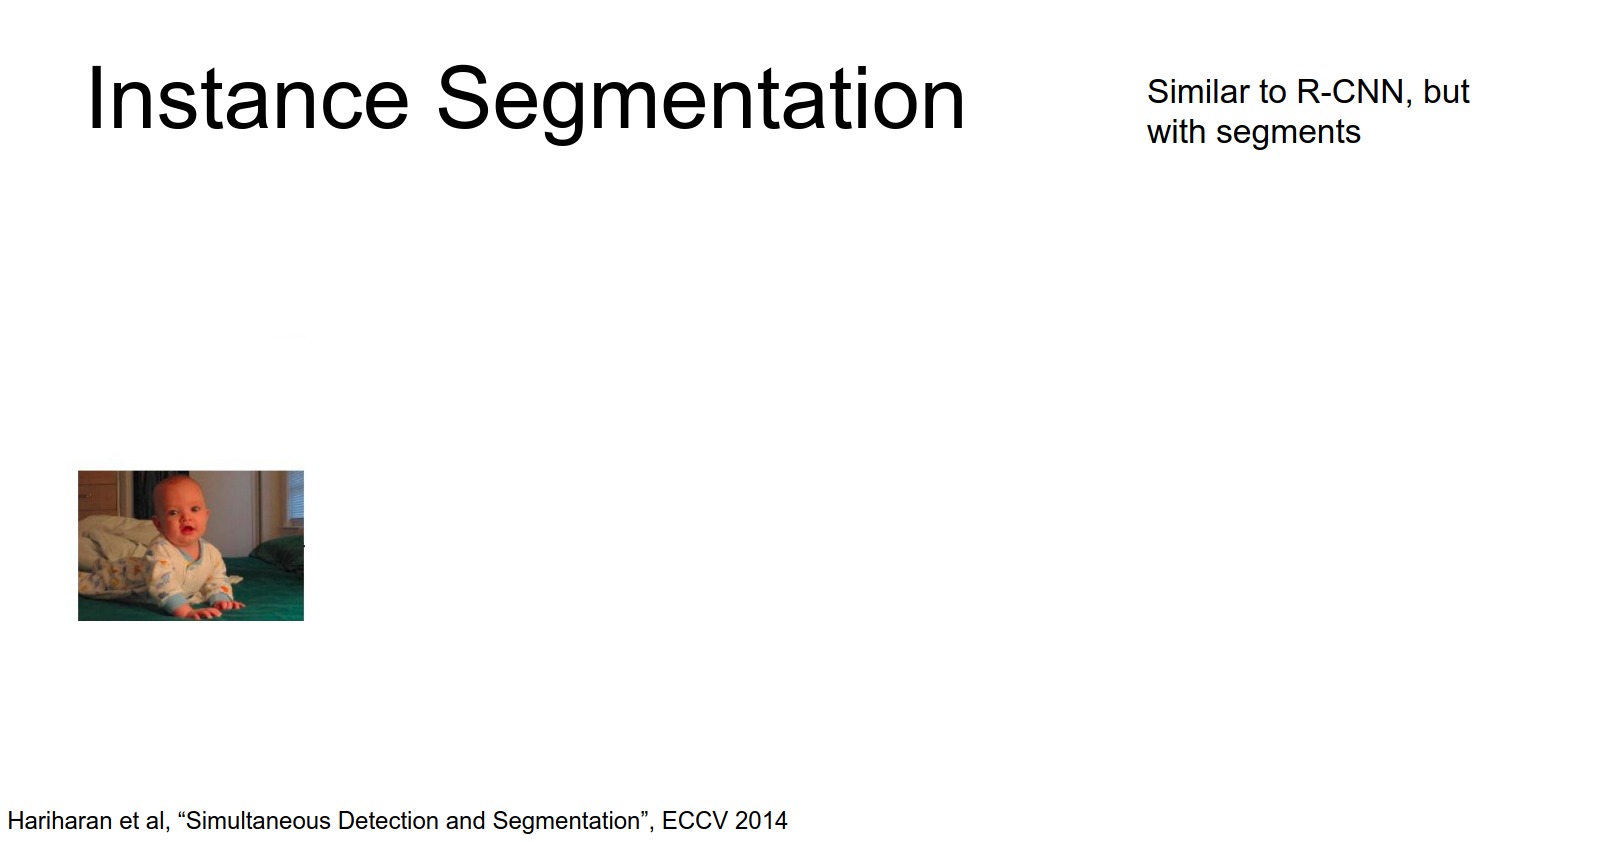 Instance Segmentation
Similar to R-CNN, but
with segments
Hariharan et al, “Simultaneous Detection and Segmentation”, ECCV 2014